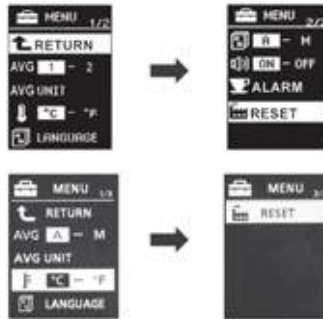 MENU 1/2
RETURN
AVG 1 - 2
AVG UNIT
°C - °F
LANGUAGE
MENU 2/2
A - M
ON - OFF
ALARM
RESET
MENU 1/3
RETURN
AVG A - M
AVG UNIT
°C - °F
LANGUAGE
MENU
RESET